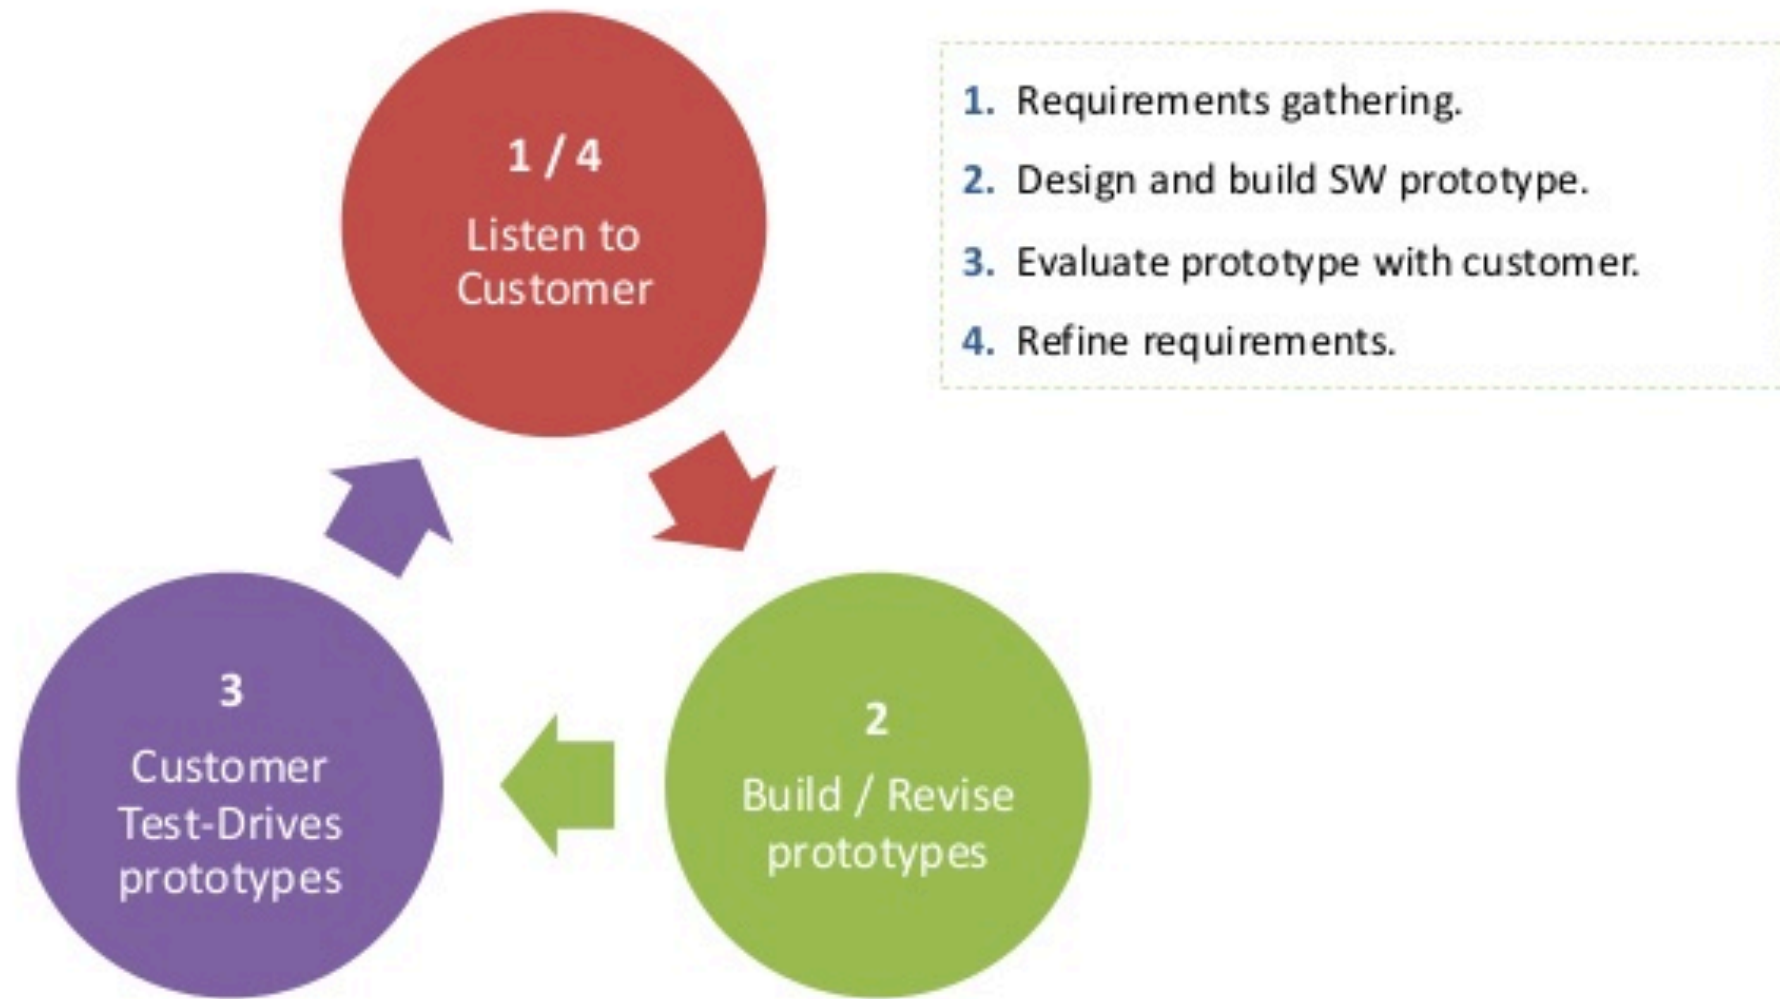 1 / 4
Listen to
Customer
1. Requirements gathering.
2. Design and build SW prototype.
3. Evaluate prototype with customer.
4. Refine requirements.
2
Build / Revise
prototypes
3
Customer
Test-Drives
prototypes